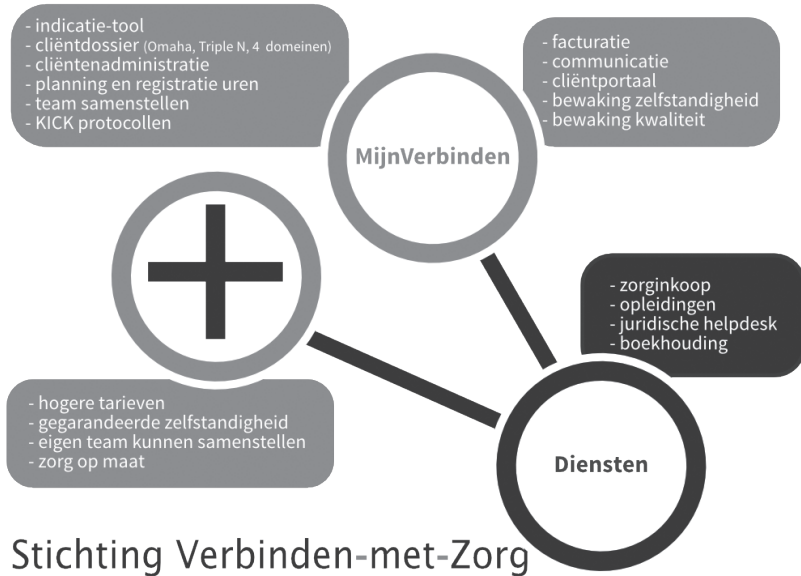 - indicatie-tool
- cliëntdossier (Omaha, Triple N, 4 domeinen)
- cliëntenadministratie
- planning en registratie uren
- team samenstellen
- KICK protocollen
- facturatie
- communicatie
- cliëntportaal
- bewaking zelfstandigheid
- bewaking kwaliteit
MijnVerbinden
- zorginkoop
- opleidingen
- juridische helpdesk
- boekhouding
- hogere tarieven
- gegarandeerde zelfstandigheid
- eigen team kunnen samenstellen
- zorg op maat
Diensten
Stichting Verbinden-met-Zorg